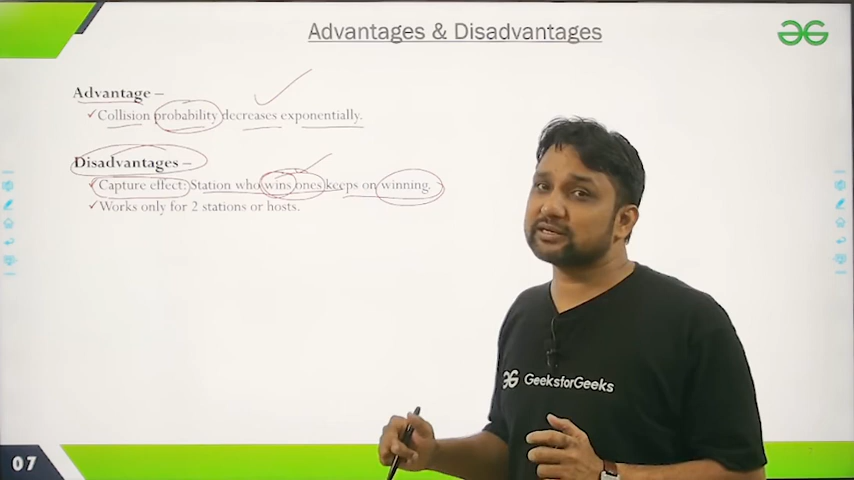 Advantages & Disadvantages
Advantage –
✓Collision probability decreases exponentially.
Disadvantages –
✓Capture effect: Station who wins ones keeps on winning.
✓Works only for 2 stations or hosts.
GeeksforGeeks
07